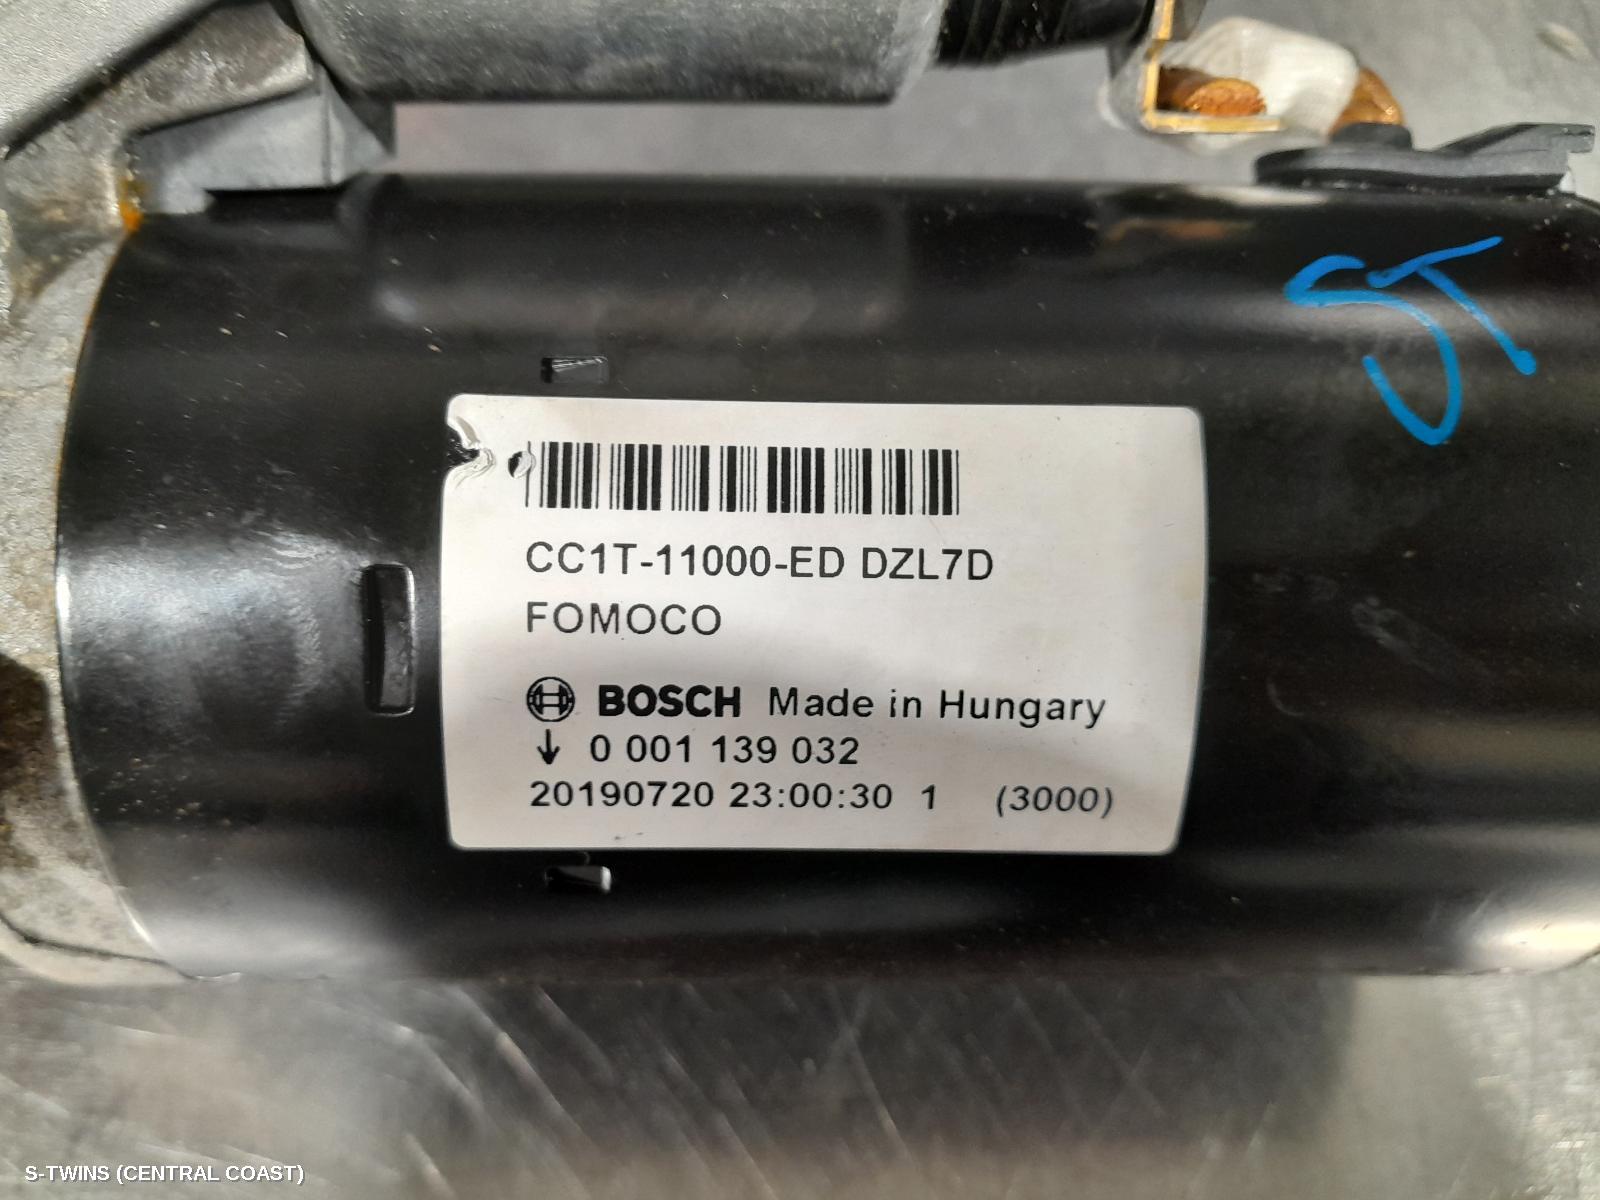 ST
CC1T-11000-ED DZL7D
FOMOCO
BOSCH Made in Hungary
↓ 0 001 139 032
20190720 23:00:30 1 (3000)
S-TWINS (CENTRAL COAST)